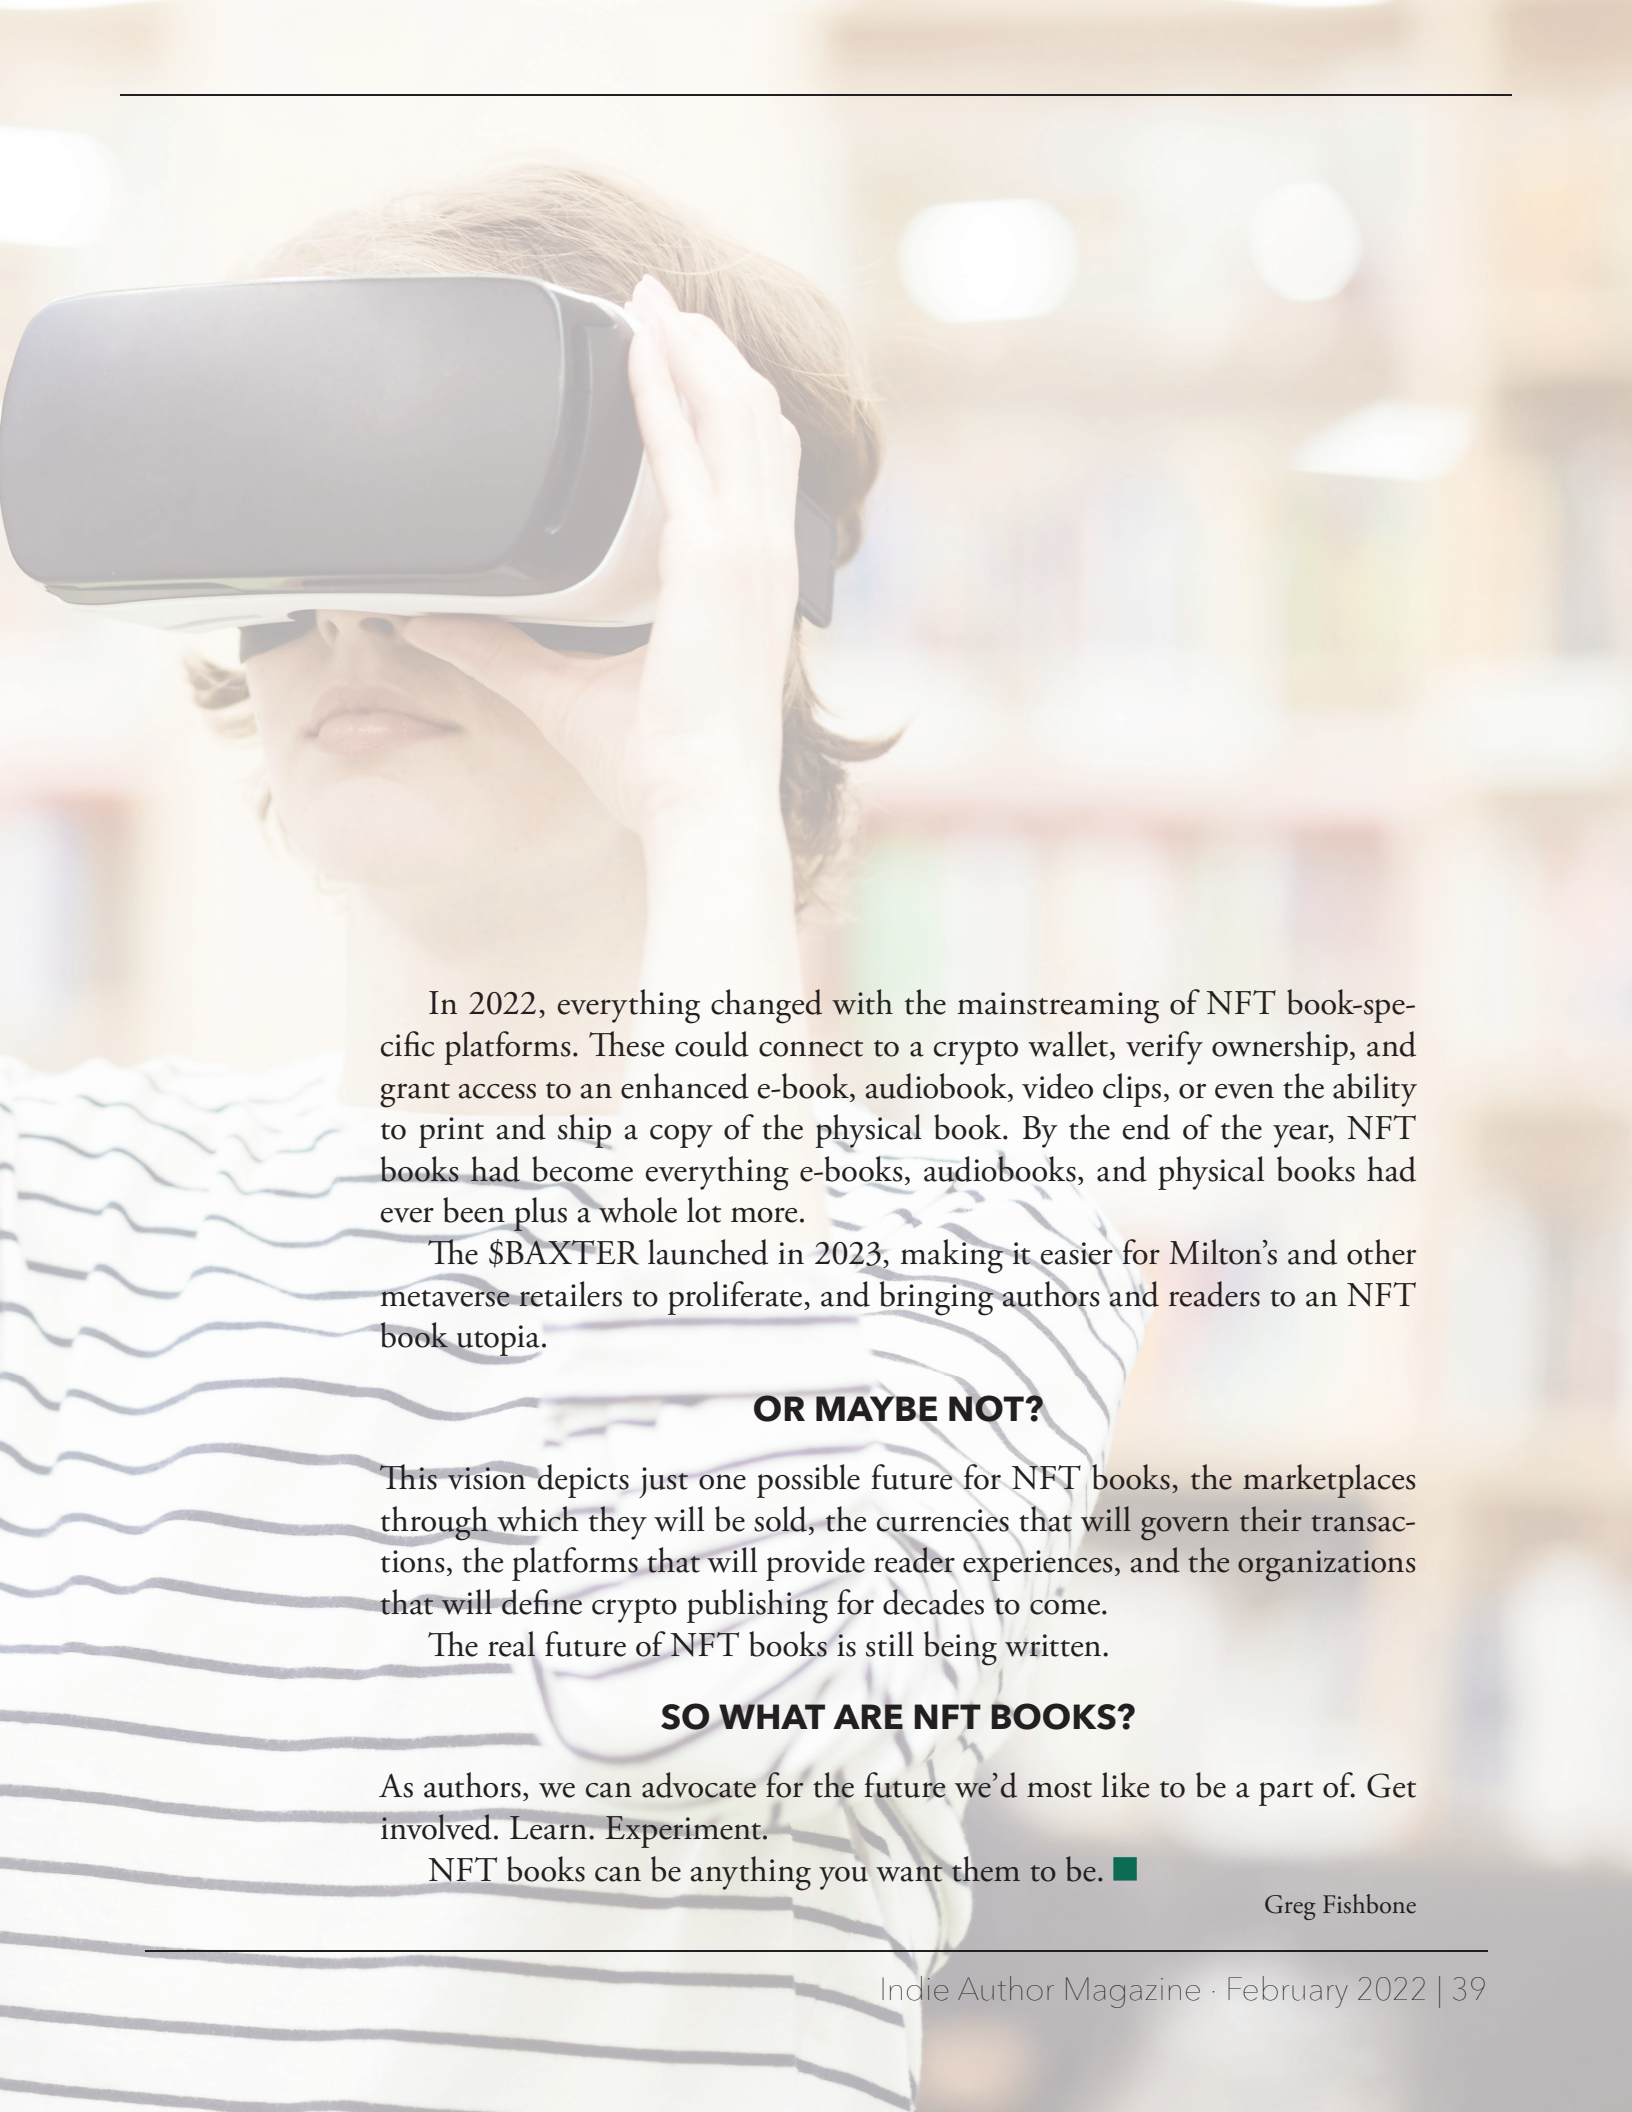 In 2022, everything changed with the mainstreaming of NFT book-spe-
cific platforms. These could connect to a crypto wallet, verify ownership, and
grant access to an enhanced e-book, audiobook, video clips, or even the ability
to print and ship a copy of the physical book. By the end of the year, NFT
books had become everything e-books, audiobooks, and physical books had
ever been plus a whole lot more.
The $BAXTER launched in 2023, making it easier for Milton’s and other
metaverse retailers to proliferate, and bringing authors and readers to an NFT
book utopia.
OR MAYBE NOT?
This vision depicts just one possible future for NFT books, the marketplaces
through which they will be sold, the currencies that will govern their transac-
tions, the platforms that will provide reader experiences, and the organizations
that will define crypto publishing for decades to come.
The real future of NFT books is still being written.
SO WHAT ARE NFT BOOKS?
As authors, we can advocate for the future we’d most like to be a part of. Get
involved. Learn. Experiment.
NFT books can be anything you want them to be.
Greg Fishbone
Indie Author Magazine · February 2022 | 39